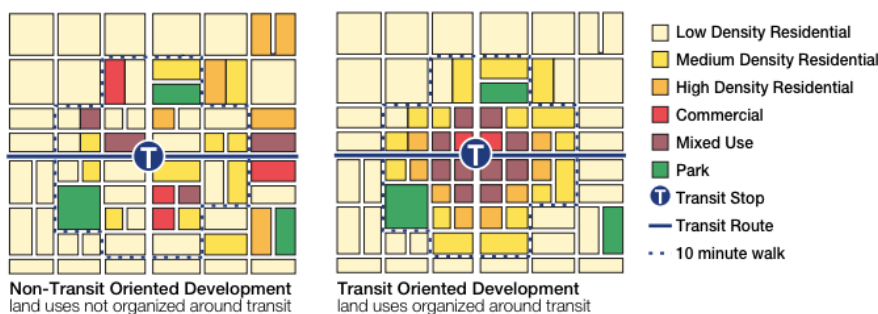 Low Density Residential
Medium Density Residential
High Density Residential
Commercial
Mixed Use
Park
T
T
T
Transit Stop
Transit Route
10 minute walk
Non-Transit Oriented Development
land uses not organized around transit
Transit Oriented Development
land uses organized around transit